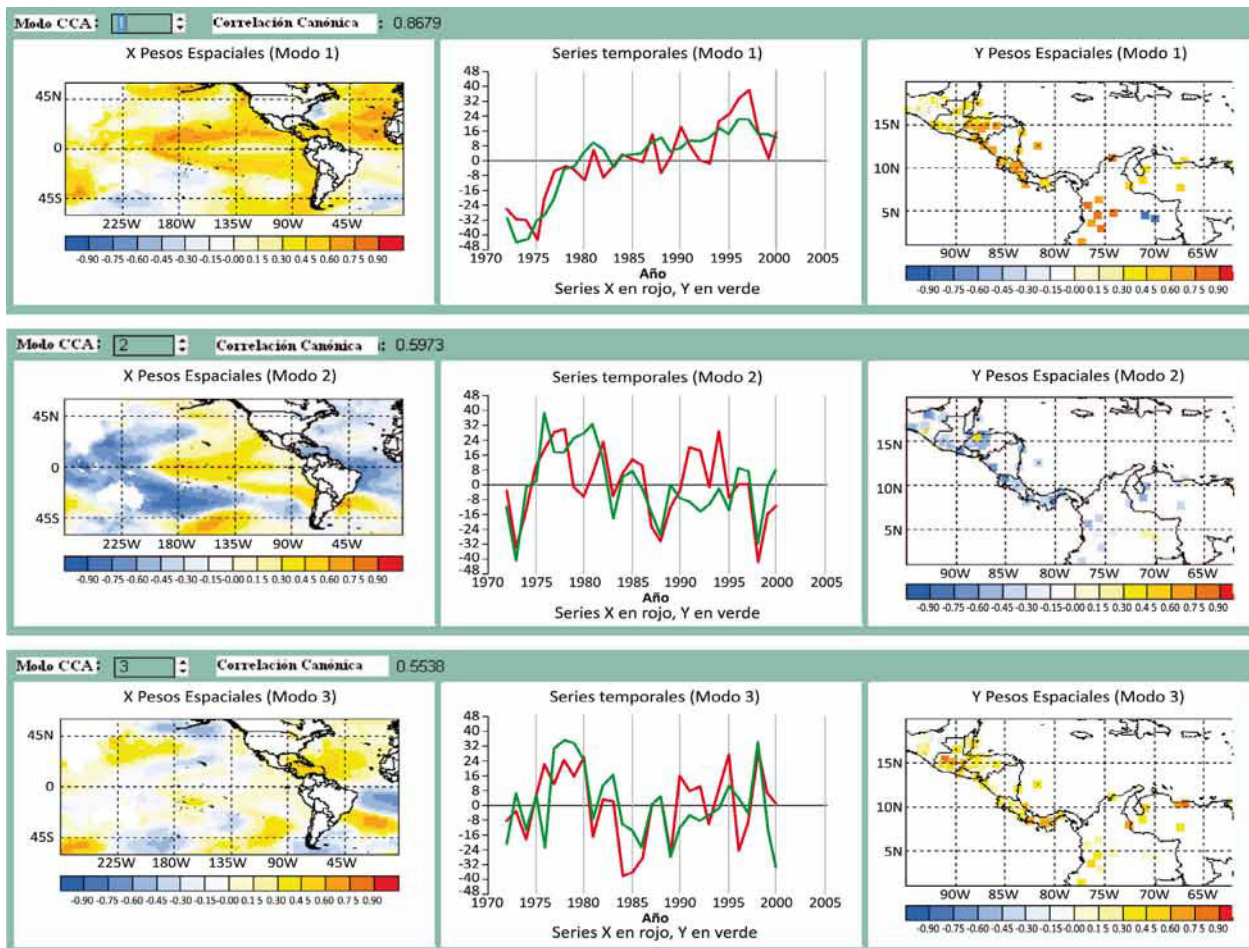 Modo CCA: 1 Correlación Canónica : 0.8679
X Pesos Espaciales (Modo 1)
45N
0
45S
225W 180W 135W 90W 45W
-0.90 -0.75 -0.60 -0.45 -0.30 -0.15 -0.00 0.1 5 0.30 0.45 0.60 0.7 5 0.90
Series temporales (Modo 1)
48
40
32
24
16
8
0
-8
-16
-24
-32
-40
-48
1970 1975 1980 1985 1990 1995 2000 2005
Año
Series X en rojo, Y en verde
Y Pesos Espaciales (Modo 1)
15N
10N
5N
90W 85W 80W 75W 70W 65W
-0.90 -0.75 -0.60 -0.45 -0.30 -0.15 -0.00 0.1 5 0.30 0.4 5 0.60 0.7 5 0.90
Modo CCA: 2 Correlación Canónica : 0.5973
X Pesos Espaciales (Modo 2)
45N
0
45S
225W 180W 135W 90W 45W
-0.90 -0.75 -0.60 -0.45 -0.30 -0.15 -0.00 0.1 5 0.30 0.45 0.60 0.7 5 0.90
Series temporales (Modo 2)
48
40
32
24
16
8
0
-8
-16
-24
-32
-40
-48
1970 1975 1980 1985 1990 1995 2000 2005
Año
Series X en rojo, Y en verde
Y Pesos Espaciales (Modo 2)
15N
10N
5N
90W 85W 80W 75W 70W 65W
-0.90 -0.75 -0.60 -0.45 -0.30 -0.15 -0.00 0.1 5 0.30 0.4 5 0.60 0.7 5 0.90
Modo CCA: 3 Correlación Canónica 0.5538
X Pesos Espaciales (Modo 3)
45N
0
45S
225W 180W 135W 90W 45W
-0.90 -0.75 -0.60 -0.45 -0.30 -0.15 -0.00 0.1 5 0.30 0.45 0.60 0.7 5 0.90
Series temporales (Modo 3)
48
40
32
24
16
8
0
-8
-16
-24
-32
-40
-48
1970 1975 1980 1985 1990 1995 2000 2005
Año
Series X en rojo, Y en verde
Y Pesos Espaciales (Modo 3)
15N
10N
5N
90W 85W 80W 75W 70W 65W
-0.90 -0.75 -0.60 -0.45 -0.30 -0.15 -0.00 0.1 5 0.30 0.4 5 0.60 0.7 5 0.90